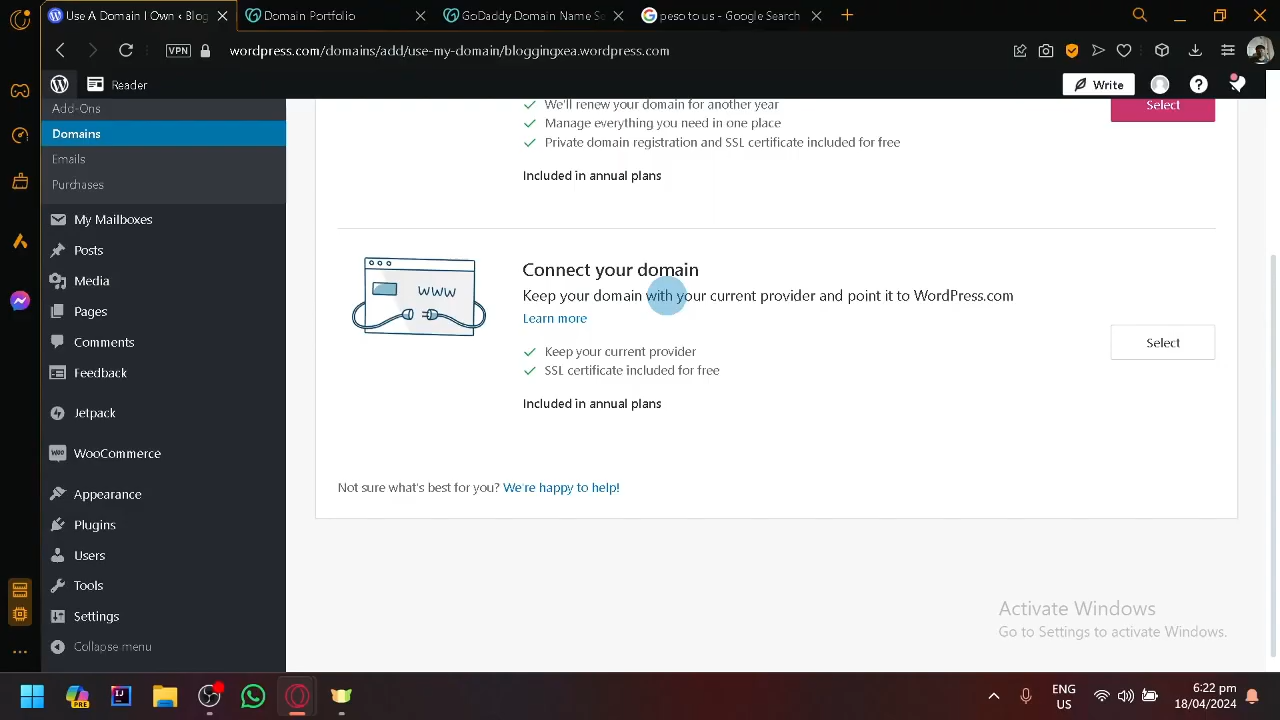 Use A Domain I Own ‹ Blog
Domain Portfolio
GoDaddy Domain Name Se
peso to us - Google Search
VPN
wordpress.com/domains/add/use-my-domain/bloggingxea.wordpress.com
Reader
Write
Add-Ons
Domains
Emails
Purchases
My Mailboxes
Posts
Media
Pages
Comments
Feedback
Jetpack
WooCommerce
Appearance
Plugins
Users
Tools
Settings
Collapse menu
We'll renew your domain for another year
Manage everything you need in one place
Private domain registration and SSL certificate included for free
Included in annual plans
Select
WWW
Connect your domain
Keep your domain with your current provider and point it to WordPress.com
Learn more
Keep your current provider
SSL certificate included for free
Included in annual plans
Select
Not sure what's best for you? We're happy to help!
Activate Windows
Go to Settings to activate Windows.
PRE
ENG
US
6:22 pm
18/04/2024